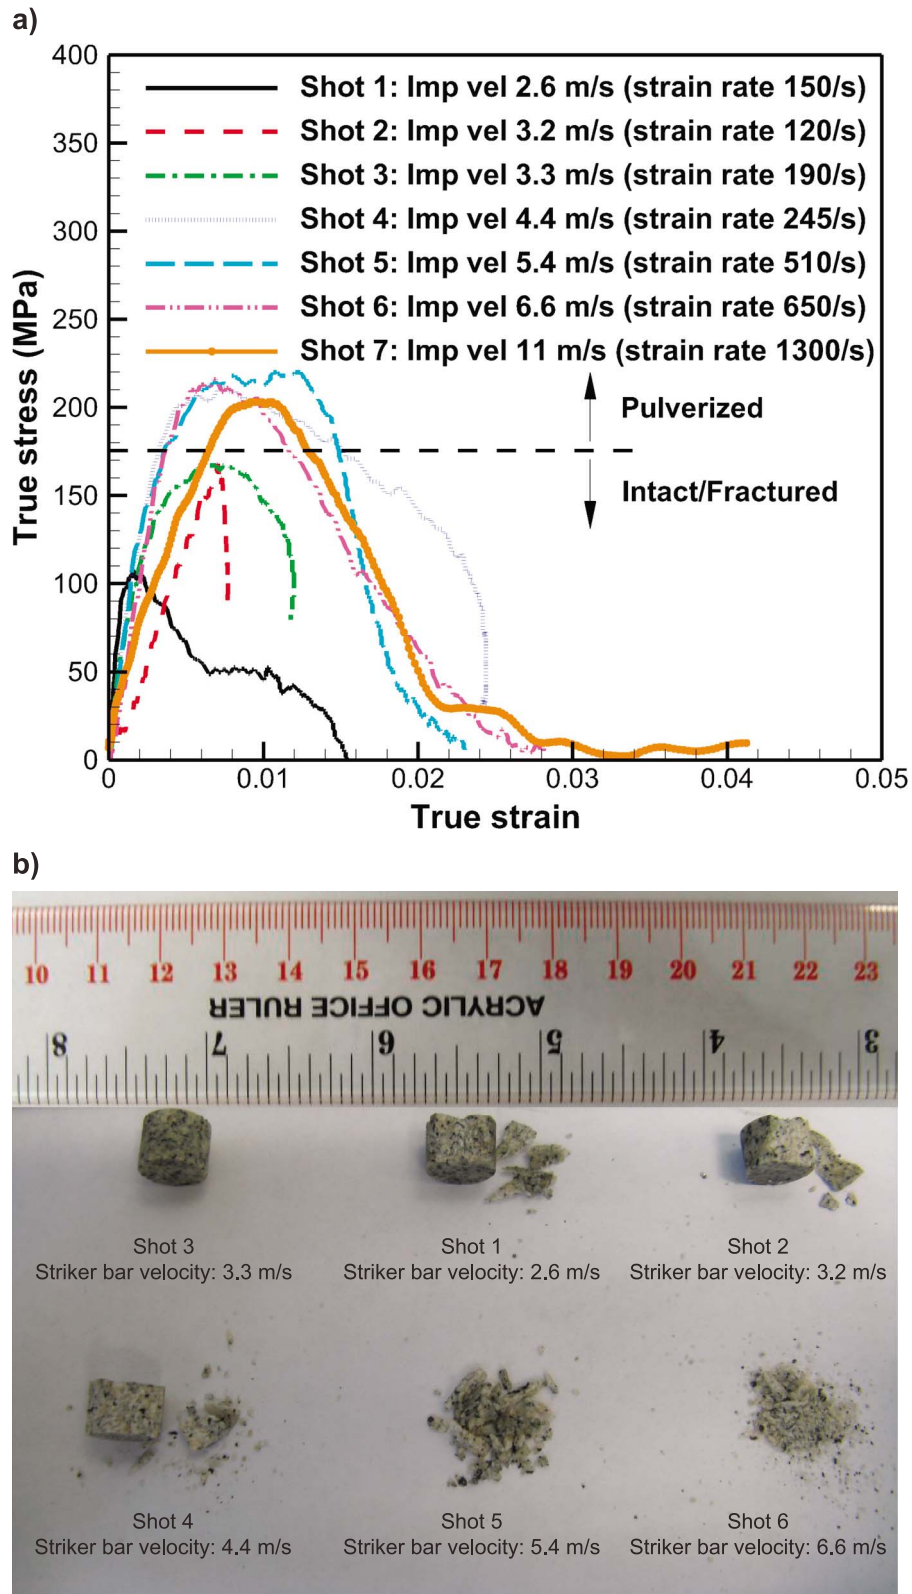 a)
400
350
300
250
200
150
100
50
0
True stress (MPa)
Shot 1: Imp vel 2.6 m/s (strain rate 150/s)
Shot 2: Imp vel 3.2 m/s (strain rate 120/s)
Shot 3: Imp vel 3.3 m/s (strain rate 190/s)
Shot 4: Imp vel 4.4 m/s (strain rate 245/s)
Shot 5: Imp vel 5.4 m/s (strain rate 510/s)
Shot 6: Imp vel 6.6 m/s (strain rate 650/s)
Shot 7: Imp vel 11 m/s (strain rate 1300/s)
Pulverized
Intact/Fractured
0 0.01 0.02 0.03 0.04 0.05
True strain
b)
10 11 12 13 14 15 16 17 18 19 20 21 22 23
ACRYLIC OFFICE RULER
8 7 6 5 4 3
Shot 3 Shot 1 Shot 2
Striker bar velocity: 3.3 m/s Striker bar velocity: 2.6 m/s Striker bar velocity: 3.2 m/s
Shot 4 Shot 5 Shot 6
Striker bar velocity: 4.4 m/s Striker bar velocity: 5.4 m/s Striker bar velocity: 6.6 m/s